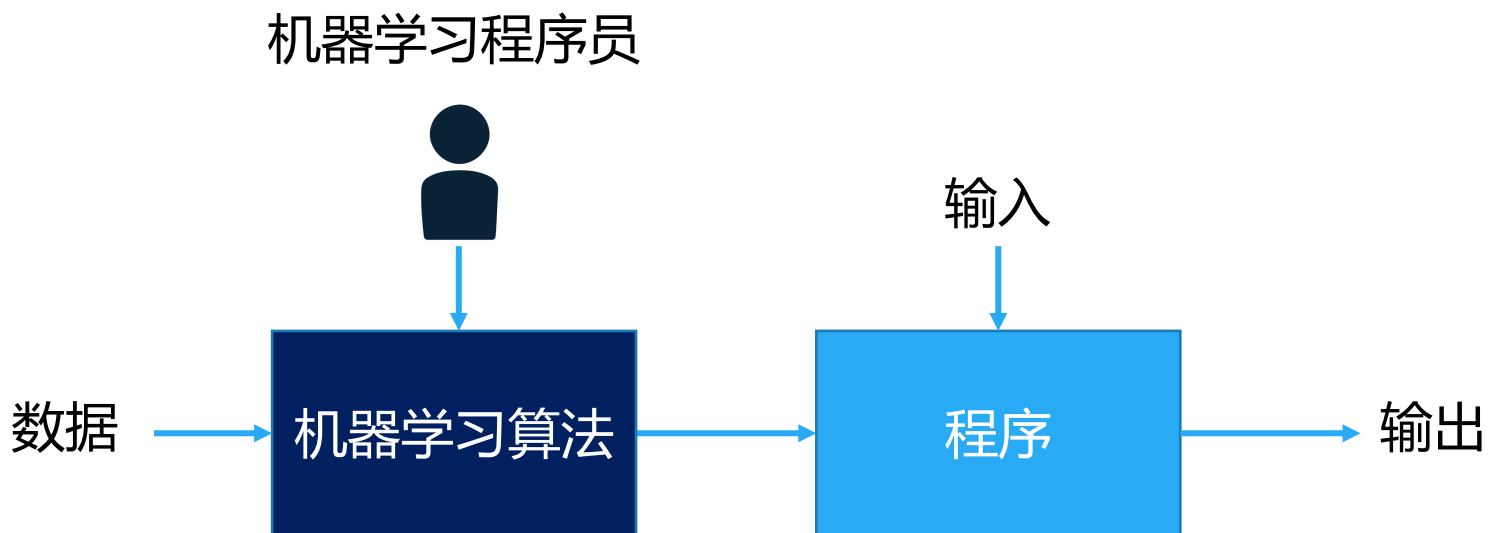 机器学习程序员
输入
数据
机器学习算法
程序
输出